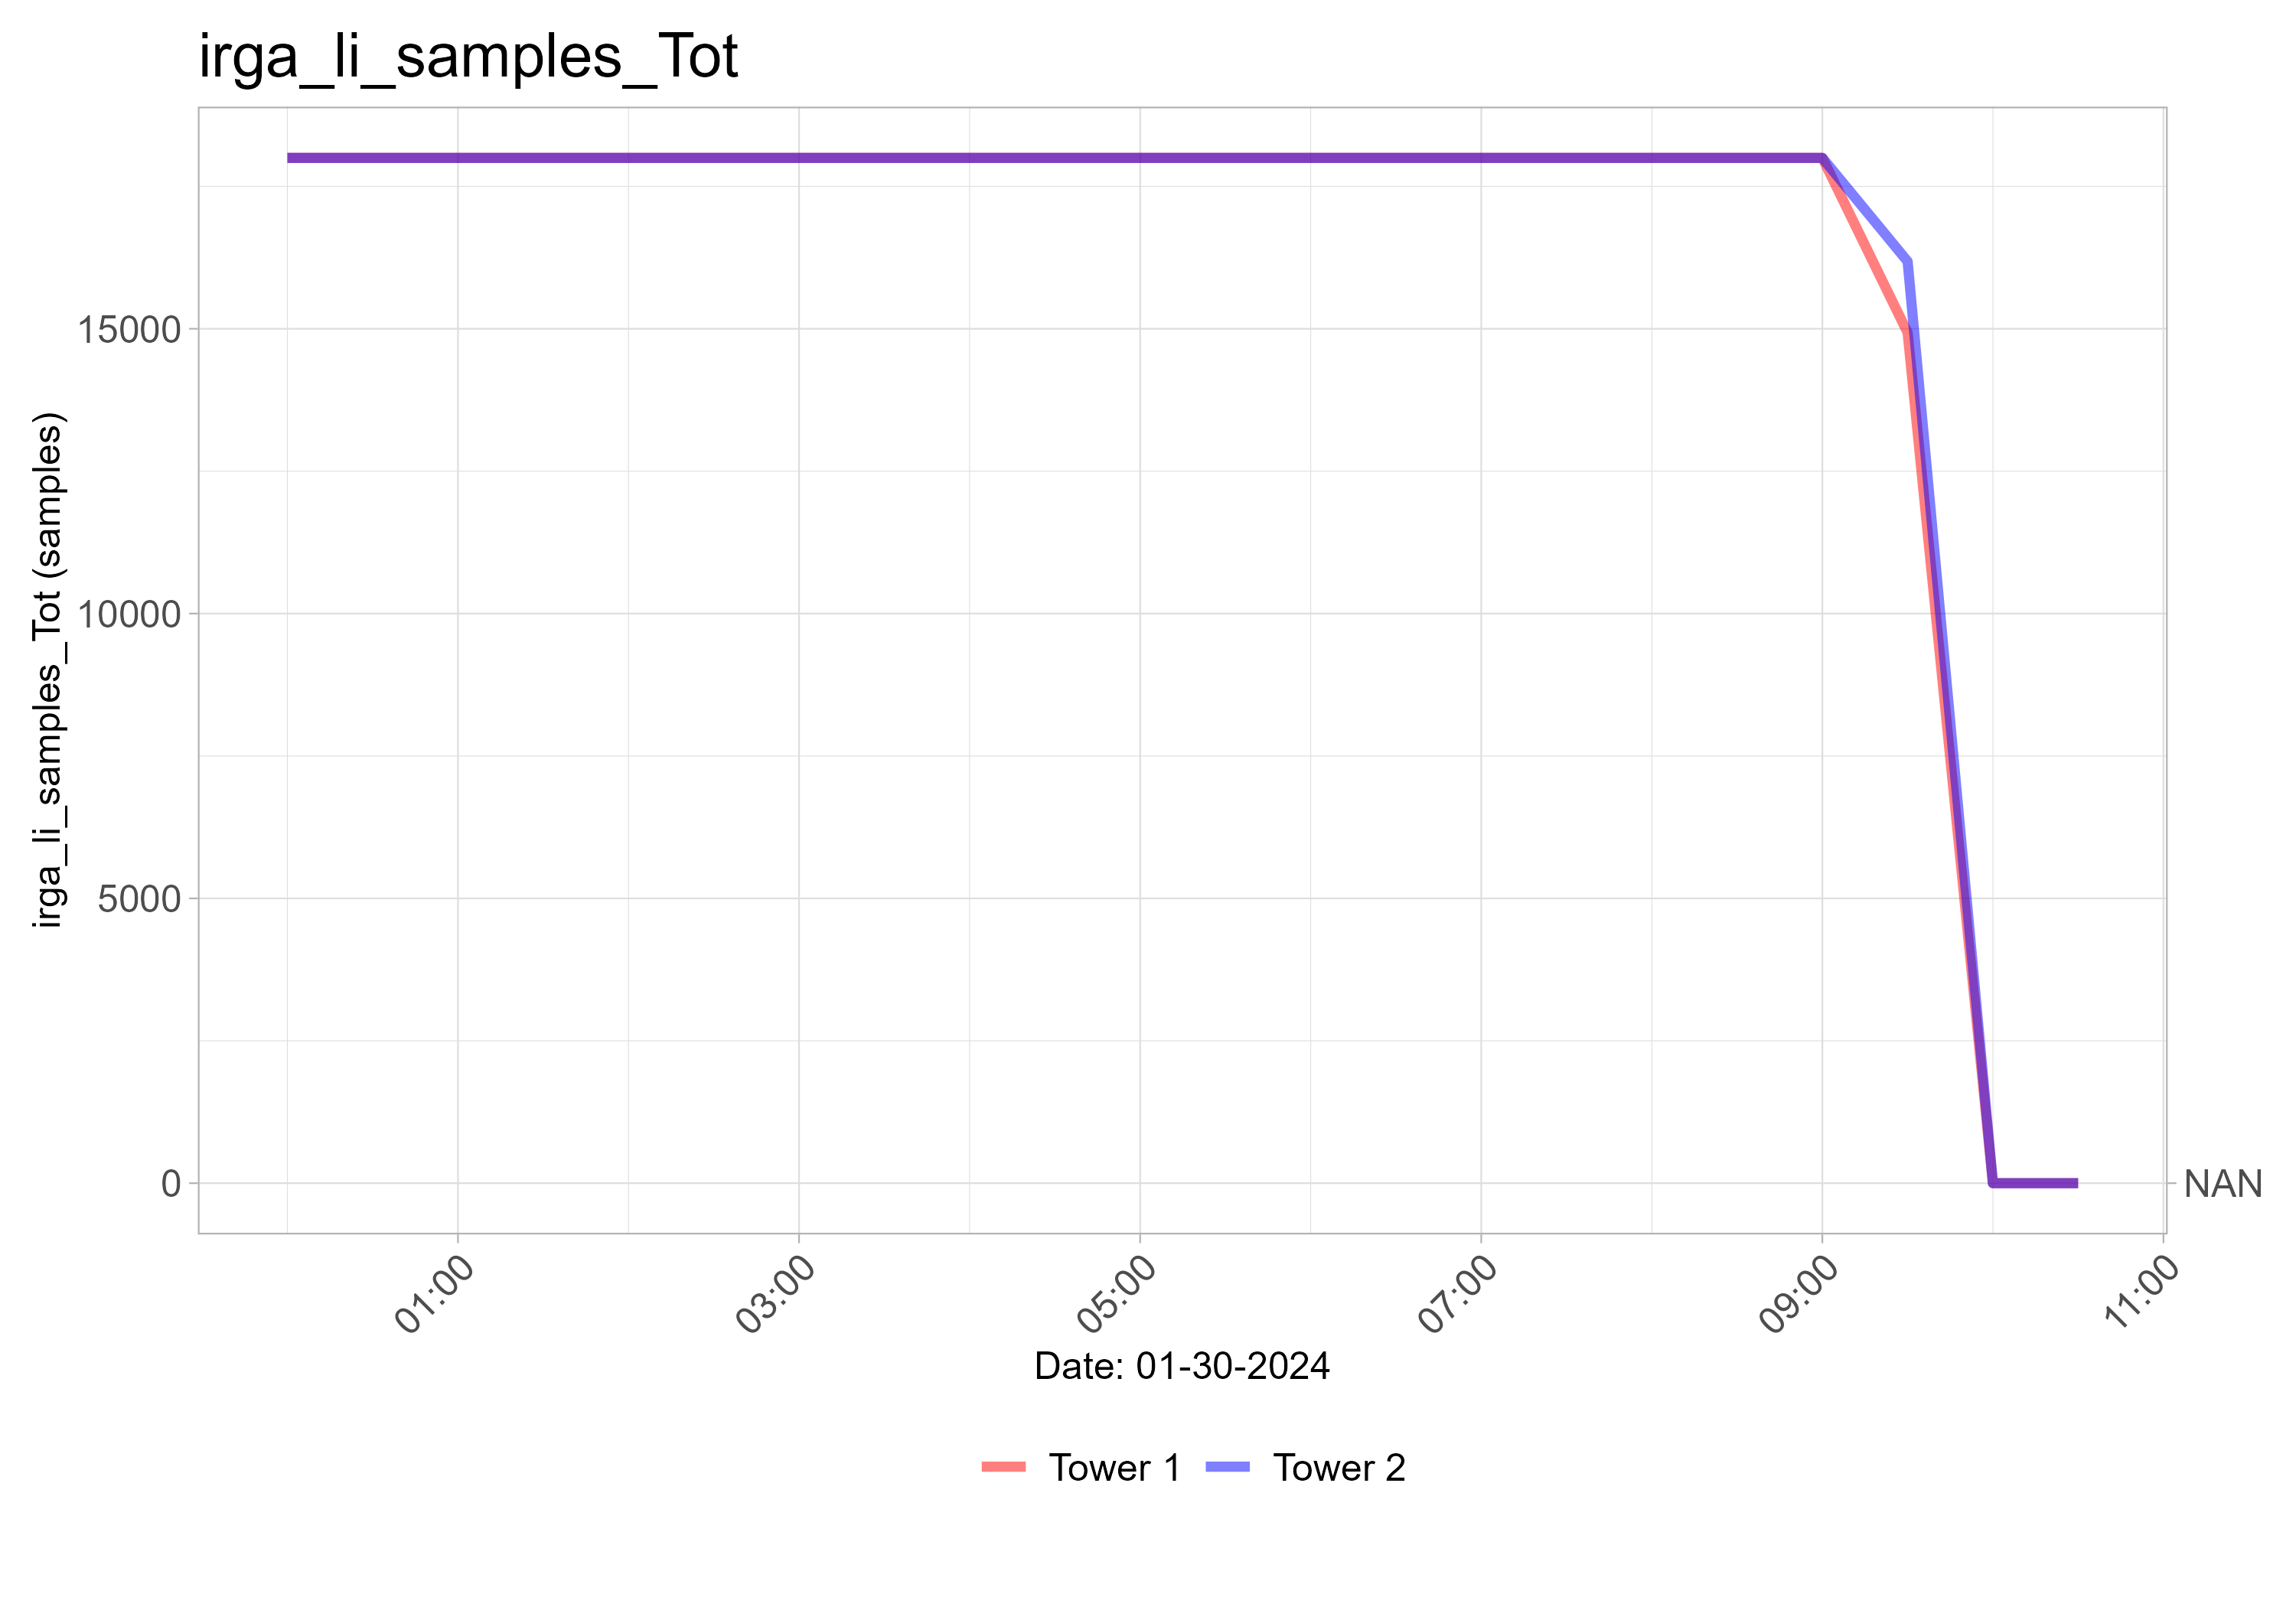 irga_li_samples_Tot
irga_li_samples_Tot (samples)
15000
10000
5000
0
NAN
01:00
03:00
05:00
07:00
09:00
11:00
Date: 01-30-2024
Tower 1
Tower 2